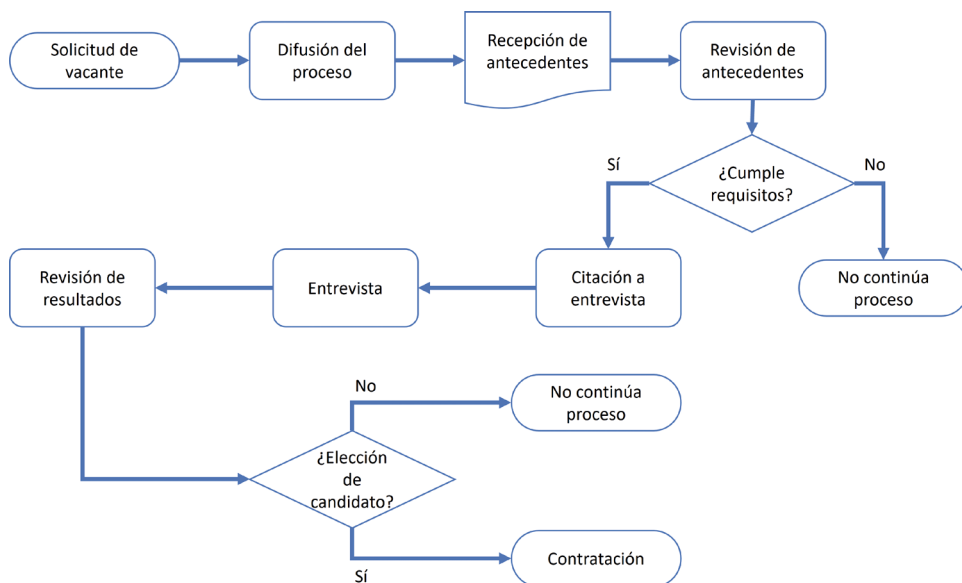 Solicitud de
vacante
Difusión del
proceso
Recepción de
antecedentes
Revisión de
antecedentes
¿Cumple
requisitos?
Sí
No
Revisión de
resultados
Entrevista
Citación a
entrevista
No continúa
proceso
No
No continúa
proceso
¿Elección
de
candidato?
Sí
Contratación